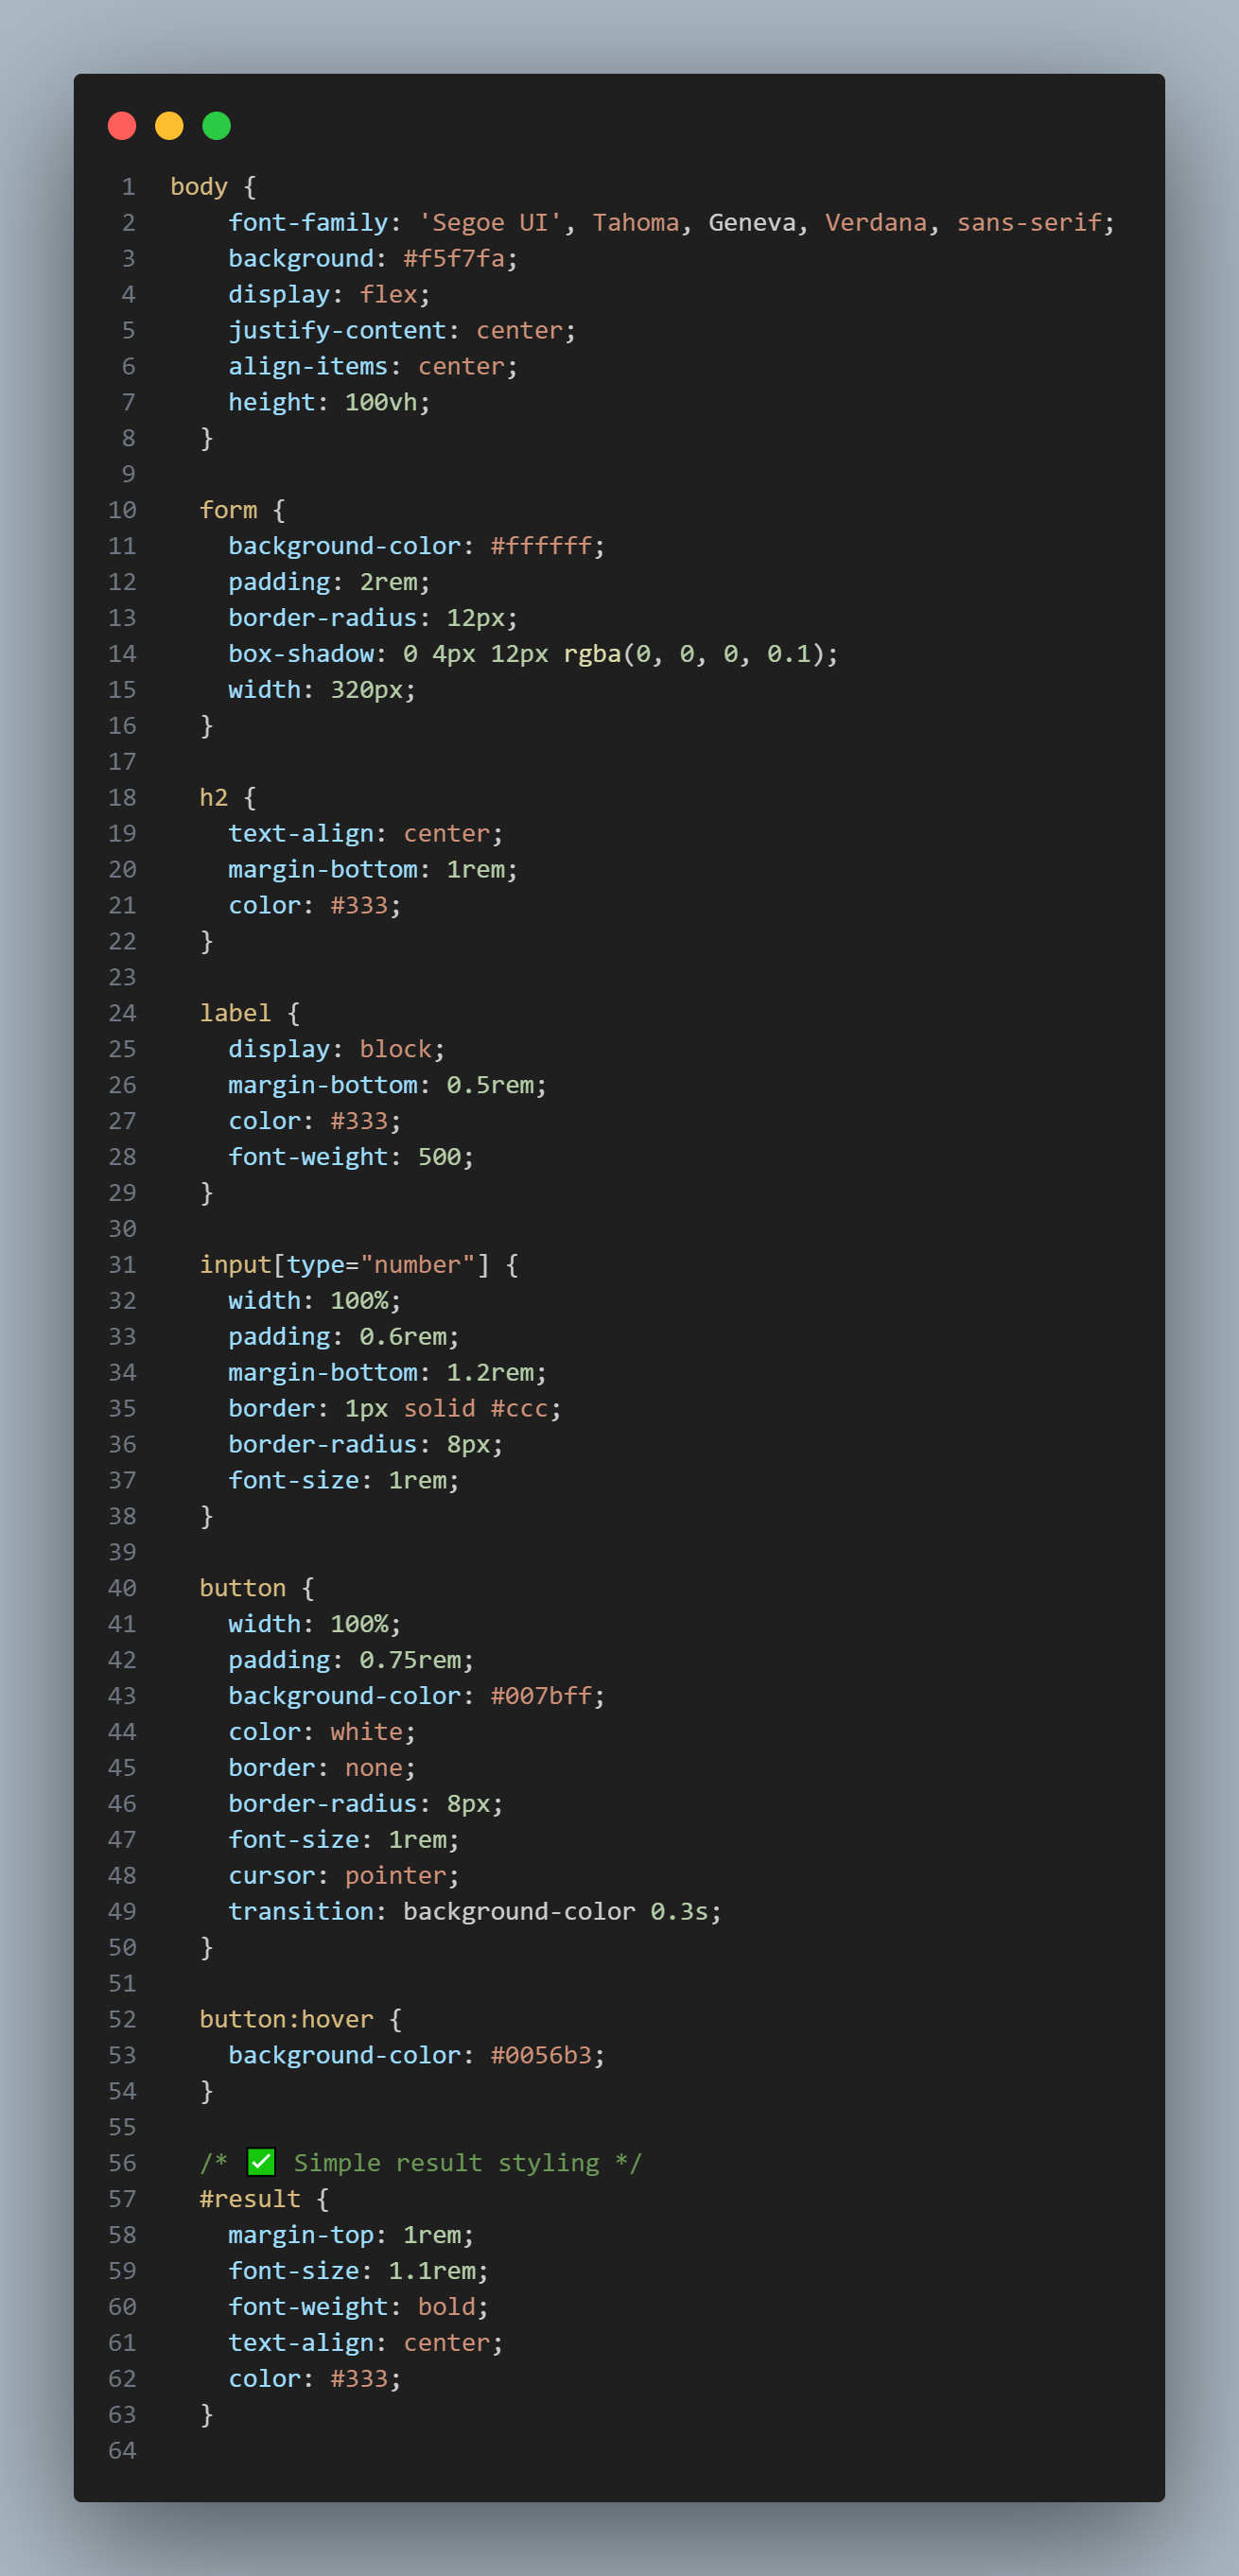 1 body {
2     font-family: 'Segoe UI', Tahoma, Geneva, Verdana, sans-serif;
3     background: #f5f7fa;
4     display: flex;
5     justify-content: center;
6     align-items: center;
7     height: 100vh;
8   }
9
10   form {
11     background-color: #ffffff;
12     padding: 2rem;
13     border-radius: 12px;
14     box-shadow: 0 4px 12px rgba(0, 0, 0, 0.1);
15     width: 320px;
16   }
17
18   h2 {
19     text-align: center;
20     margin-bottom: 1rem;
21     color: #333;
22   }
23
24   label {
25     display: block;
26     margin-bottom: 0.5rem;
27     color: #333;
28     font-weight: 500;
29   }
30
31   input[type="number"] {
32     width: 100%;
33     padding: 0.6rem;
34     margin-bottom: 1.2rem;
35     border: 1px solid #ccc;
36     border-radius: 8px;
37     font-size: 1rem;
38   }
39
40   button {
41     width: 100%;
42     padding: 0.75rem;
43     background-color: #007bff;
44     color: white;
45     border: none;
46     border-radius: 8px;
47     font-size: 1rem;
48     cursor: pointer;
49     transition: background-color 0.3s;
50   }
51
52   button:hover {
53     background-color: #0056b3;
54   }
55
56   /* ✅ Simple result styling */
57   #result {
58     margin-top: 1rem;
59     font-size: 1.1rem;
60     font-weight: bold;
61     text-align: center;
62     color: #333;
63   }
64